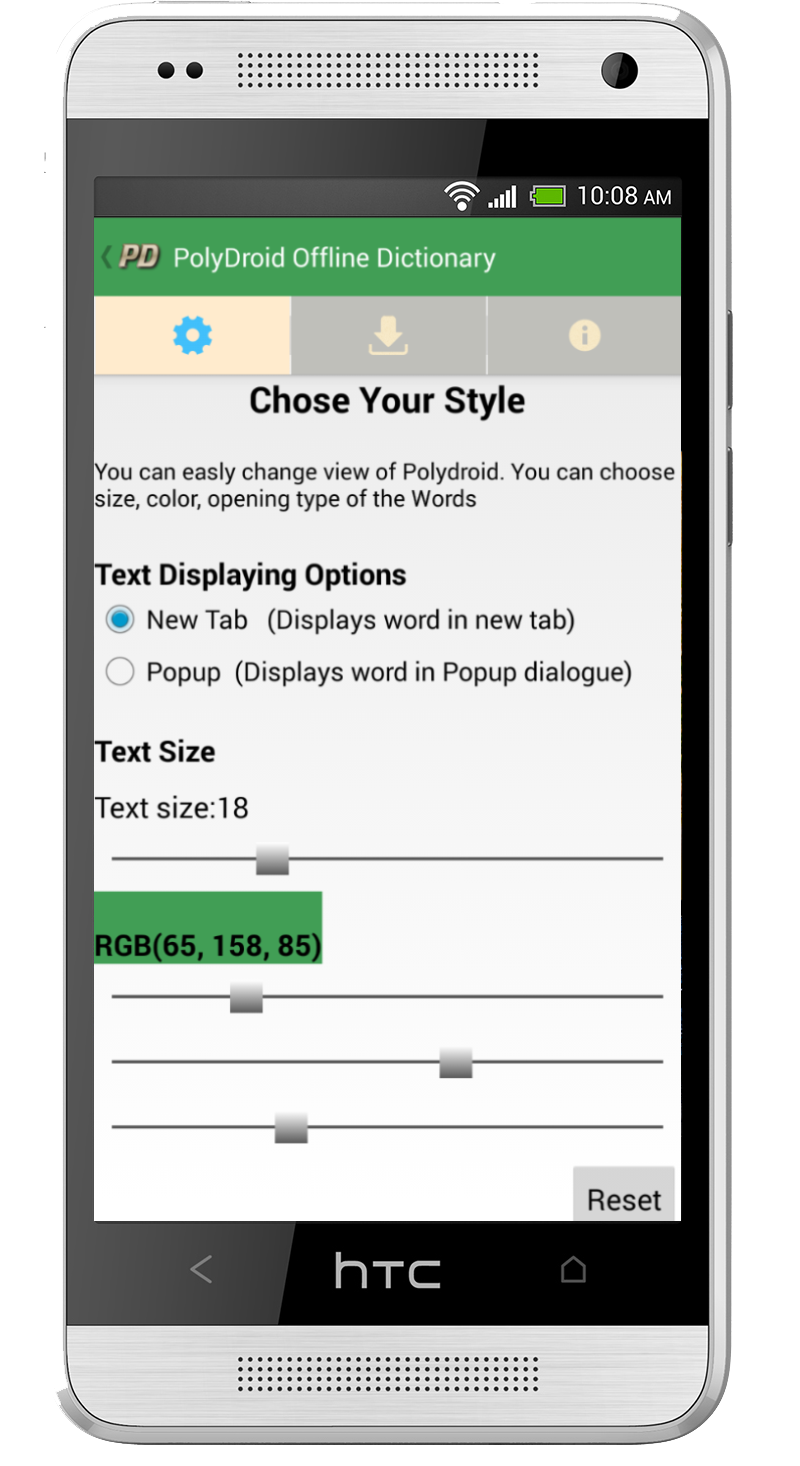 10:08 AM
PD PolyDroid Offline Dictionary
Chose Your Style
You can easly change view of Polydroid. You can choose
size, color, opening type of the Words
Text Displaying Options
New Tab (Displays word in new tab)
Popup (Displays word in Popup dialogue)
Text Size
Text size:18
RGB(65, 158, 85)
Reset
hTC